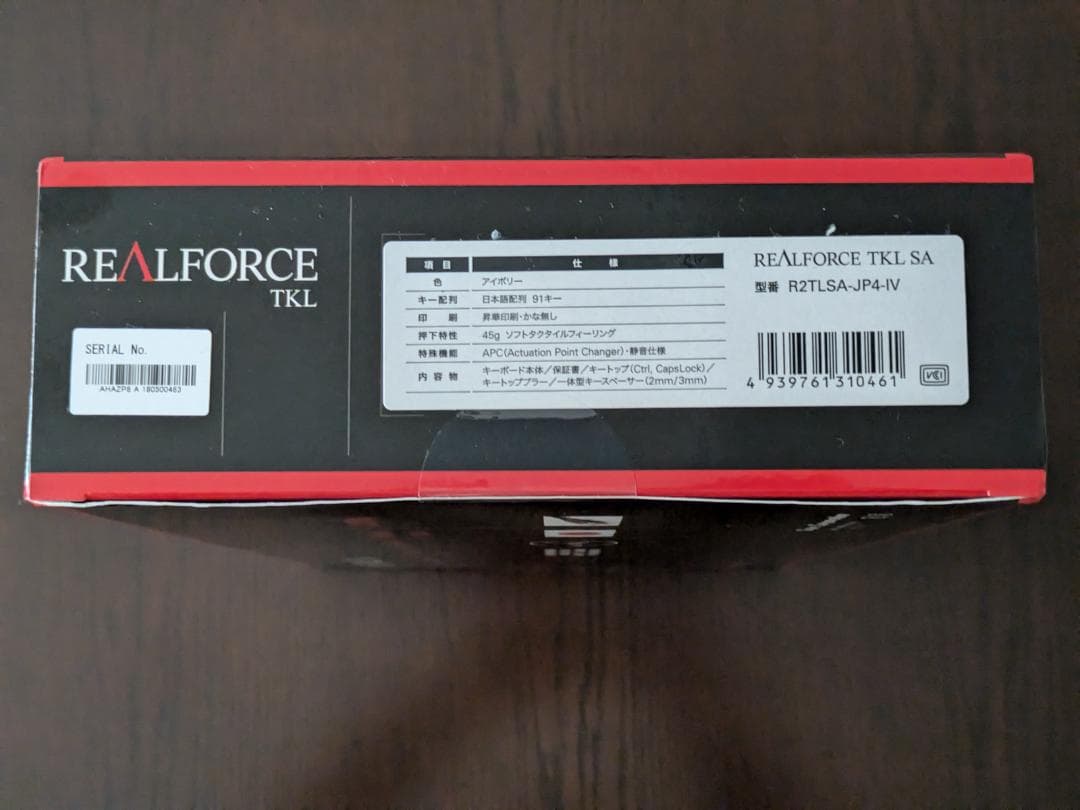 REALFORCE
TKL
SERIAL No.
AHAZP8 A 180500463
項 目 仕 様
色 アイボリー
キー配列 日本語配列 91キー
印 刷 昇華印刷・かな無し
押下特性 45g ソフトタクタイルフィーリング
特殊機能 APC(Actuation Point Changer)・静音仕様
内 容 物 キーボード本体／保証書／キートップ(Ctrl, CapsLock)／
キートッププラー／一体型キースペーサー(2mm/3mm)
REALFORCE TKL SA
型番 R2TLSA-JP4-IV
4 939761 310461
VCCI